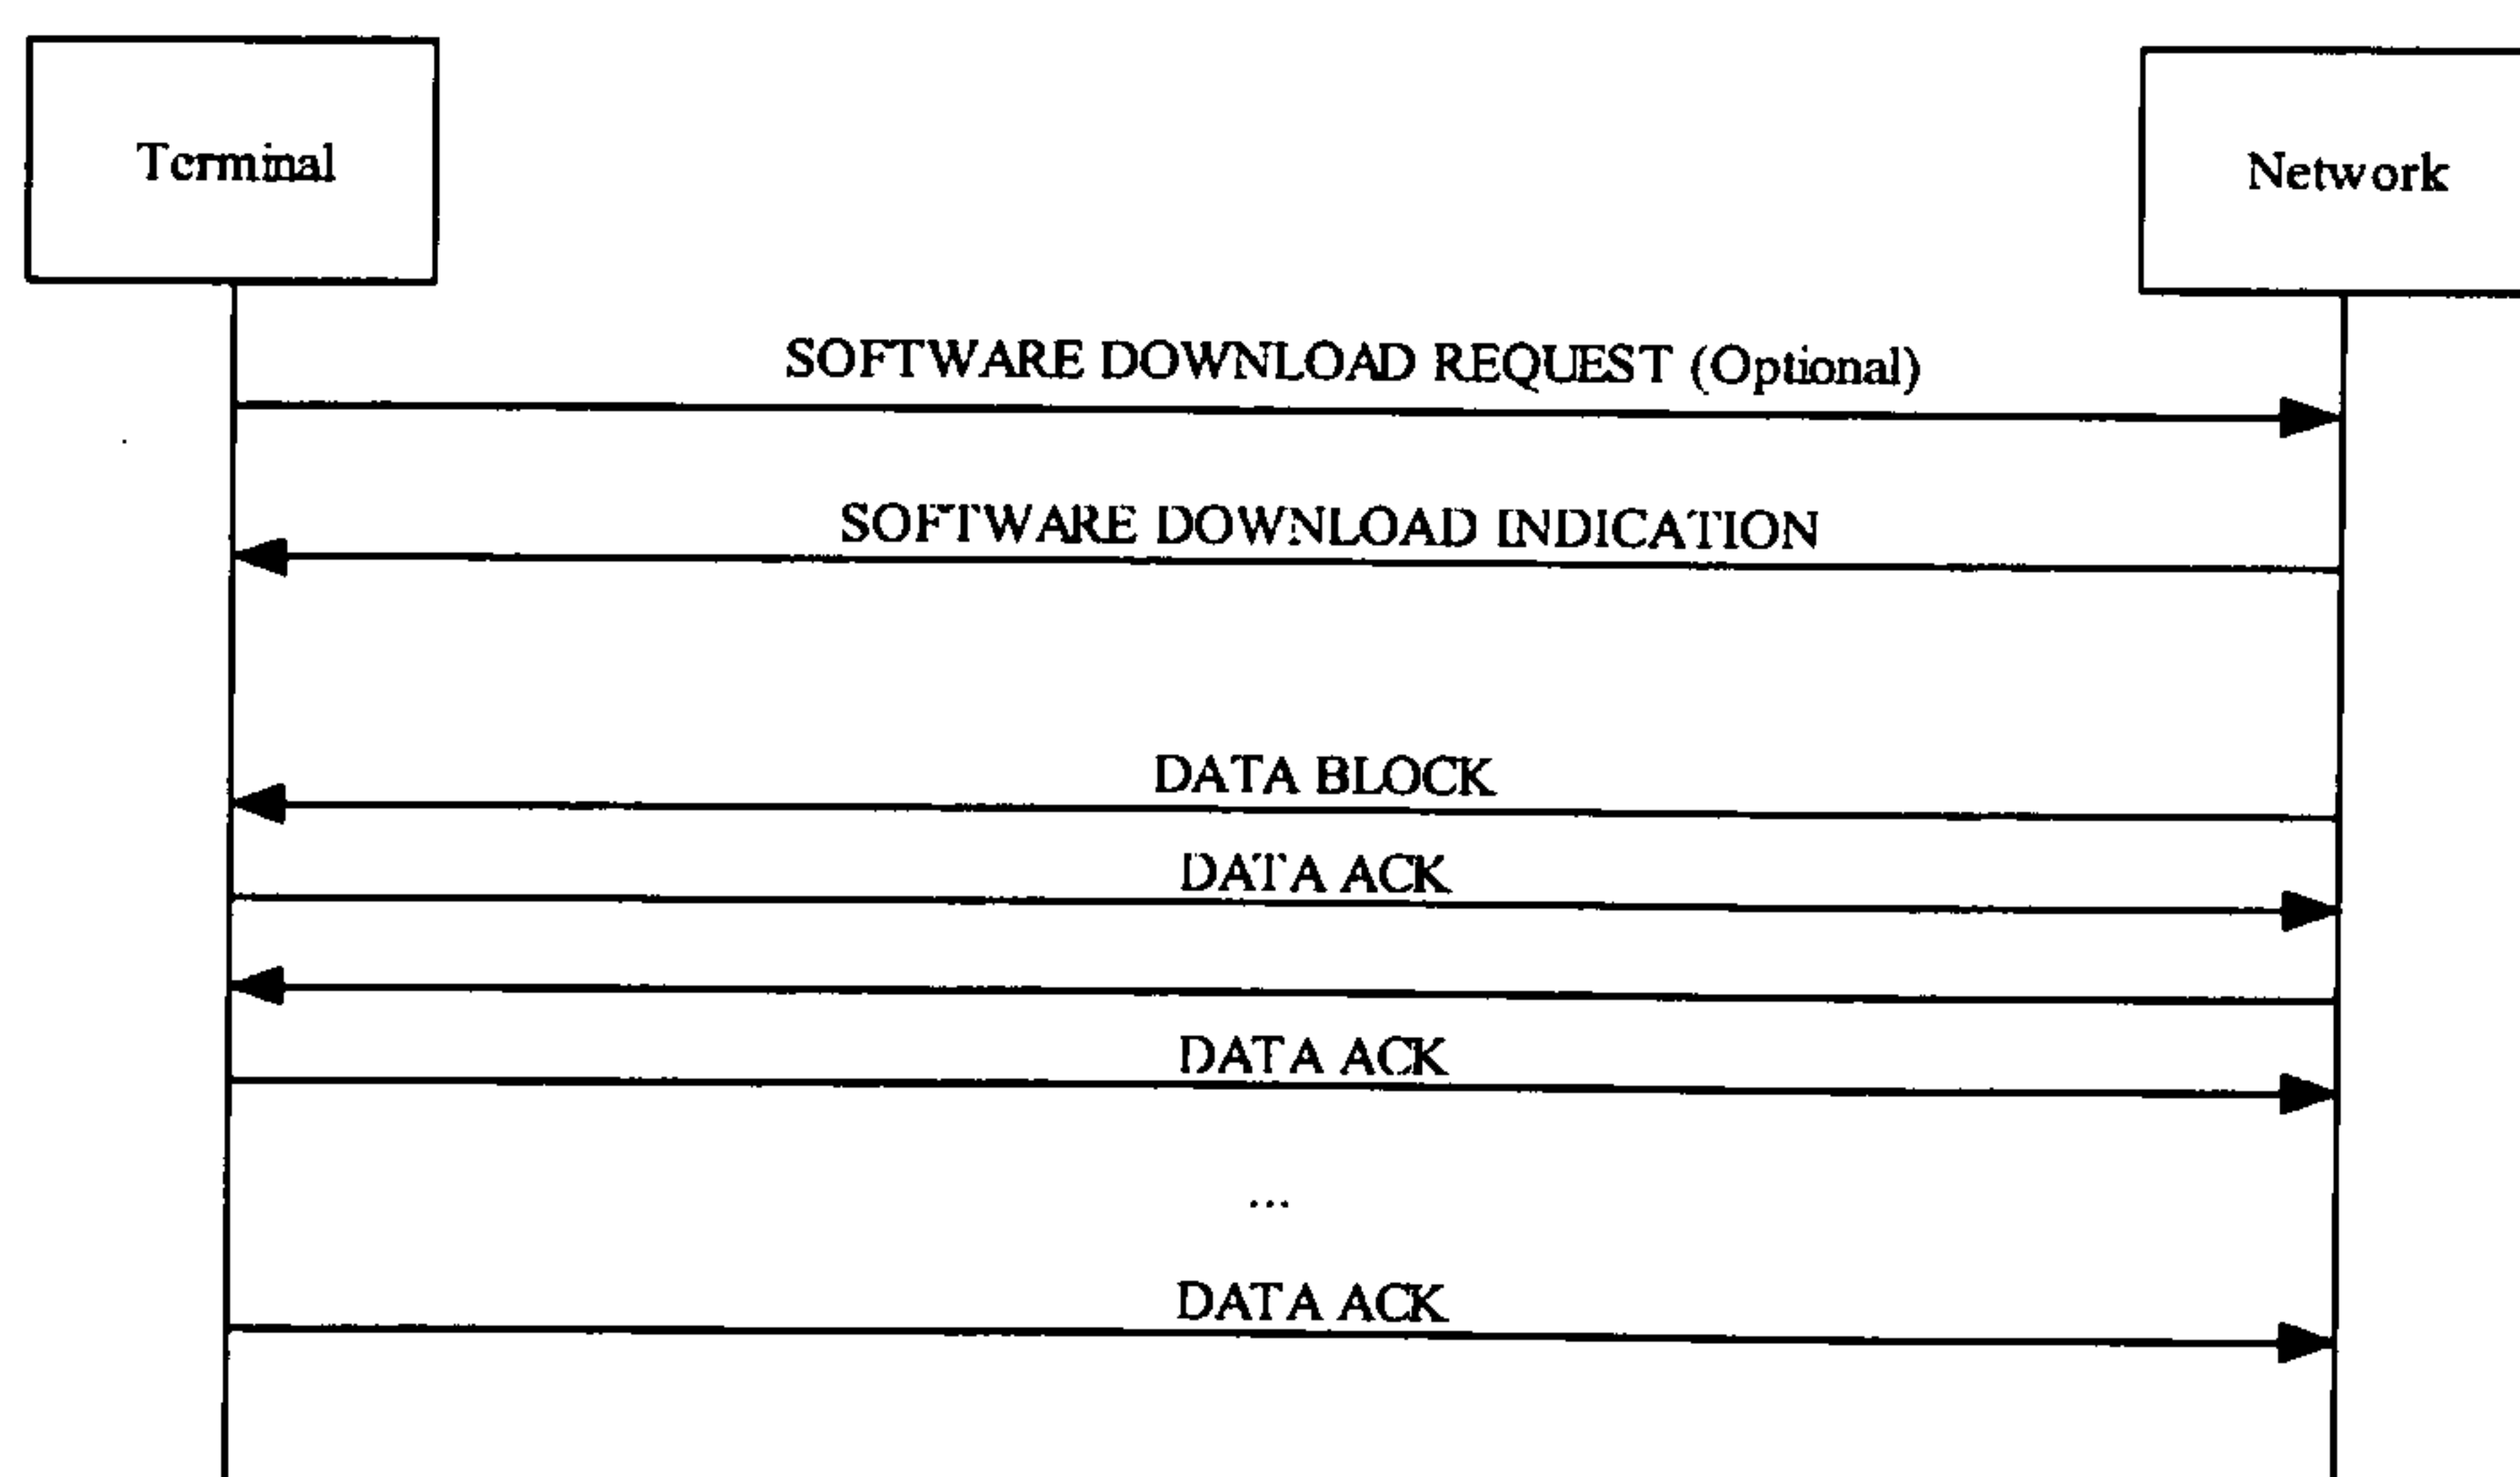 Terminal
Network
SOFTWARE DOWNLOAD REQUEST (Optional)
SOFTWARE DOWNLOAD INDICATION
DATA BLOCK
DATA ACK
DATA ACK
...
DATA ACK